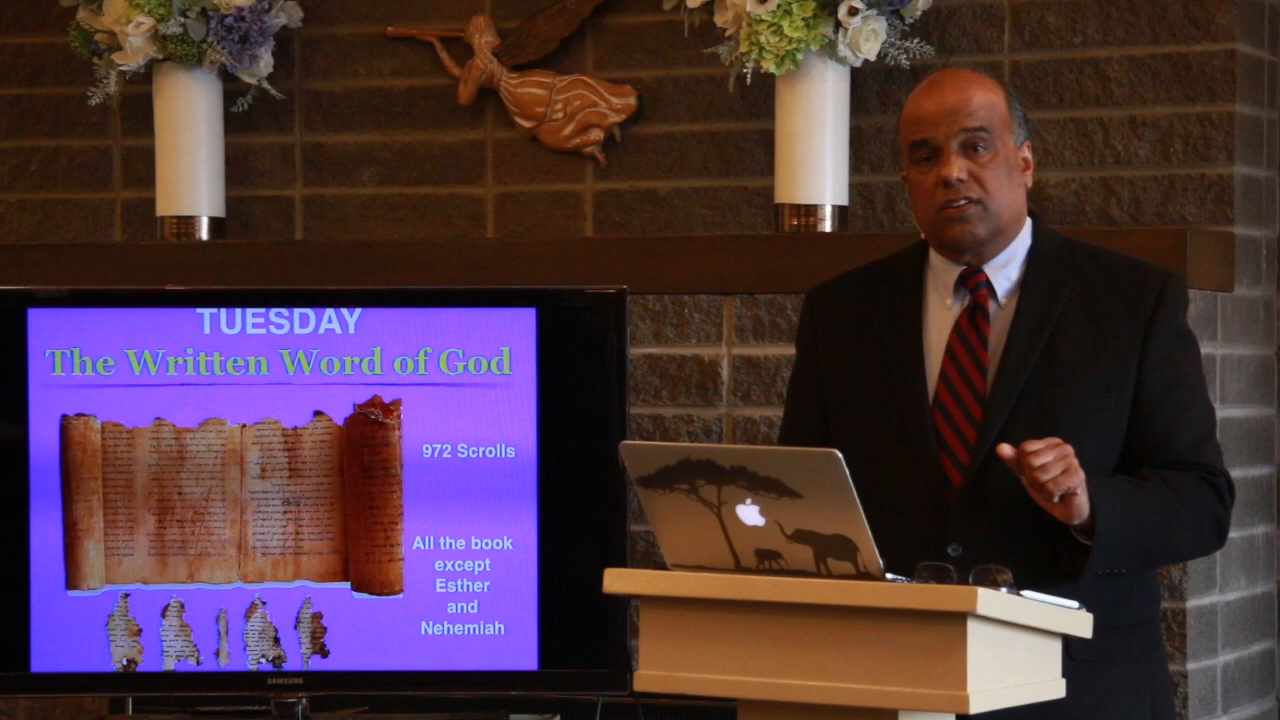 TUESDAY
The Written Word of God
972 Scrolls
All the book
except
Esther
and
Nehemiah
SAMSUNG